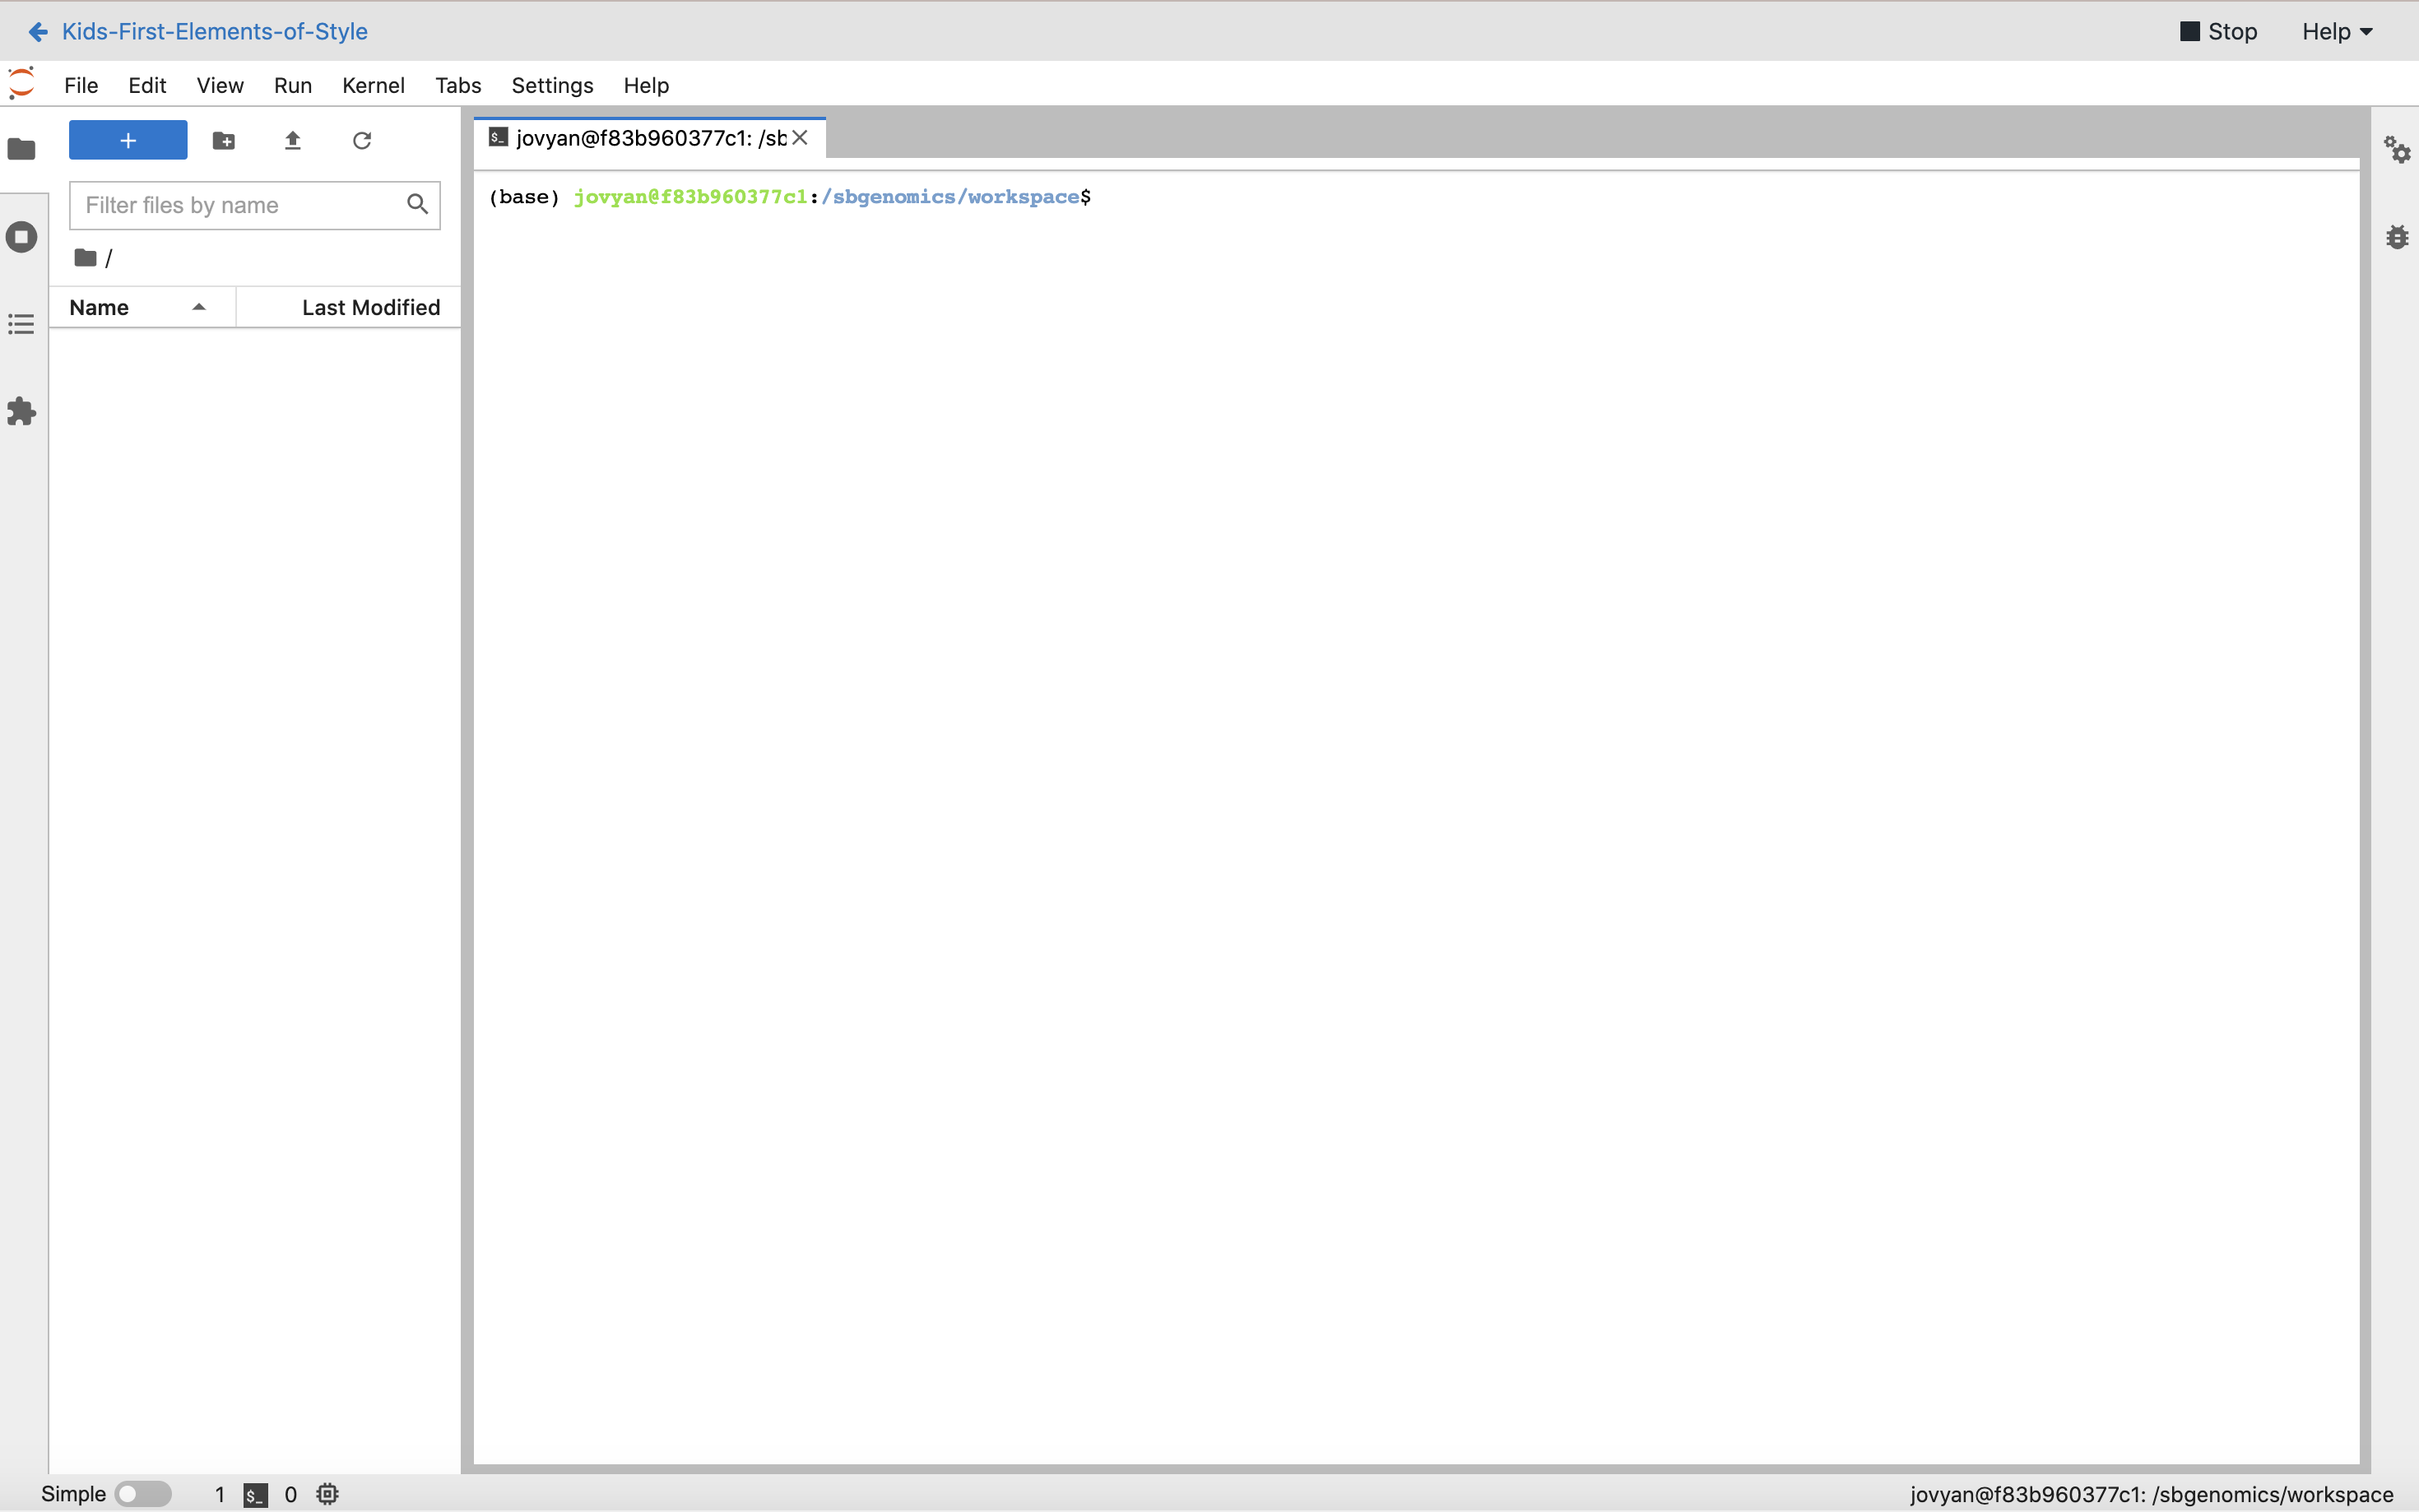 Kids-First-Elements-of-Style
Stop
Help
File Edit View Run Kernel Tabs Settings Help
+
jovyan@f83b960377c1: /sb
Filter files by name
(base) jovyan@f83b960377c1:/sbgenomics/workspace$
/
Name Last Modified
Simple 1 $_ 0 jovyan@f83b960377c1: /sbgenomics/workspace